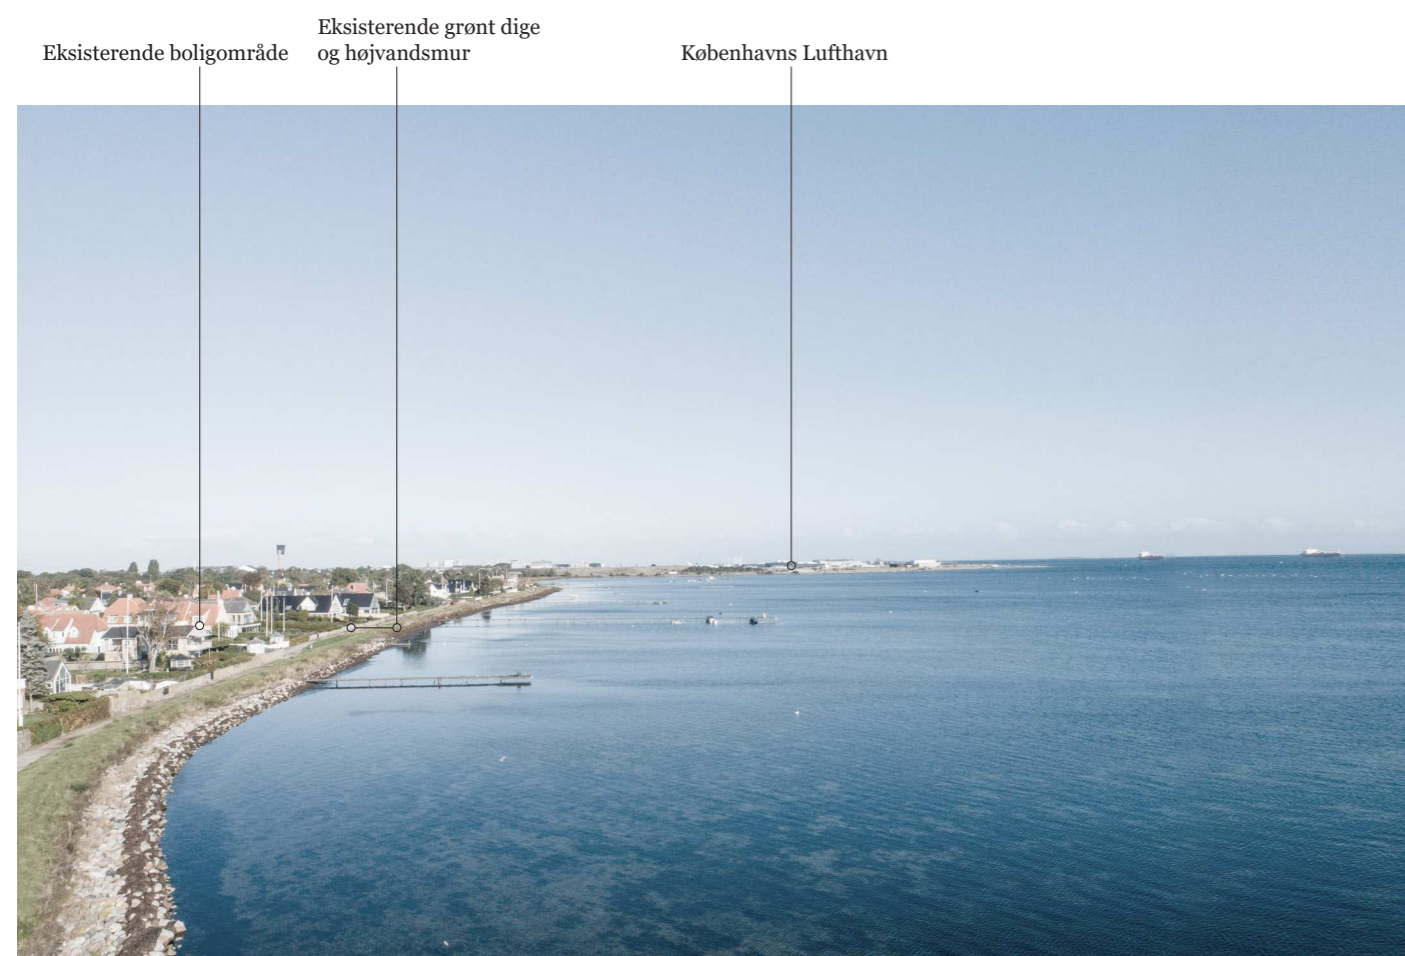 Eksisterende boligområde
Eksisterende grønt dige
og højvandsmur
Københavns Lufthavn